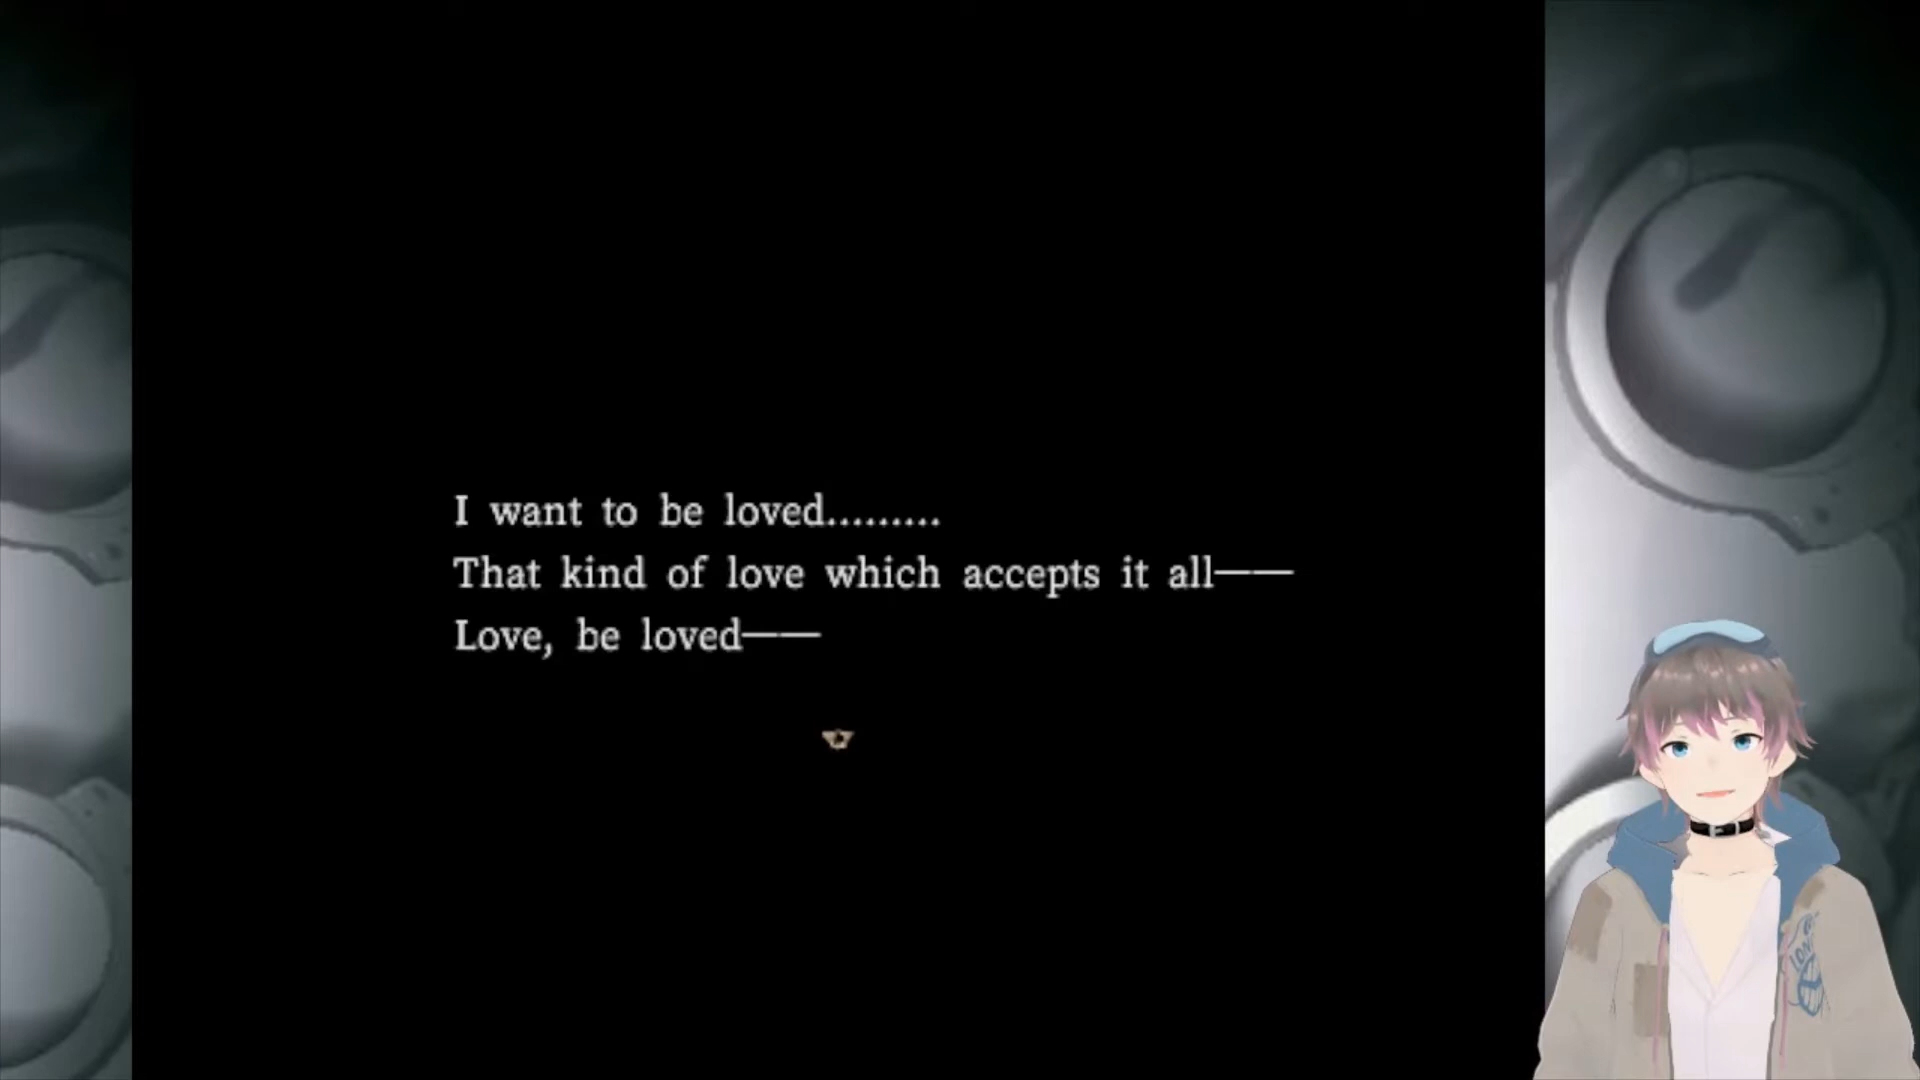 I want to be loved.........
That kind of love which accepts it all——
Love, be loved——